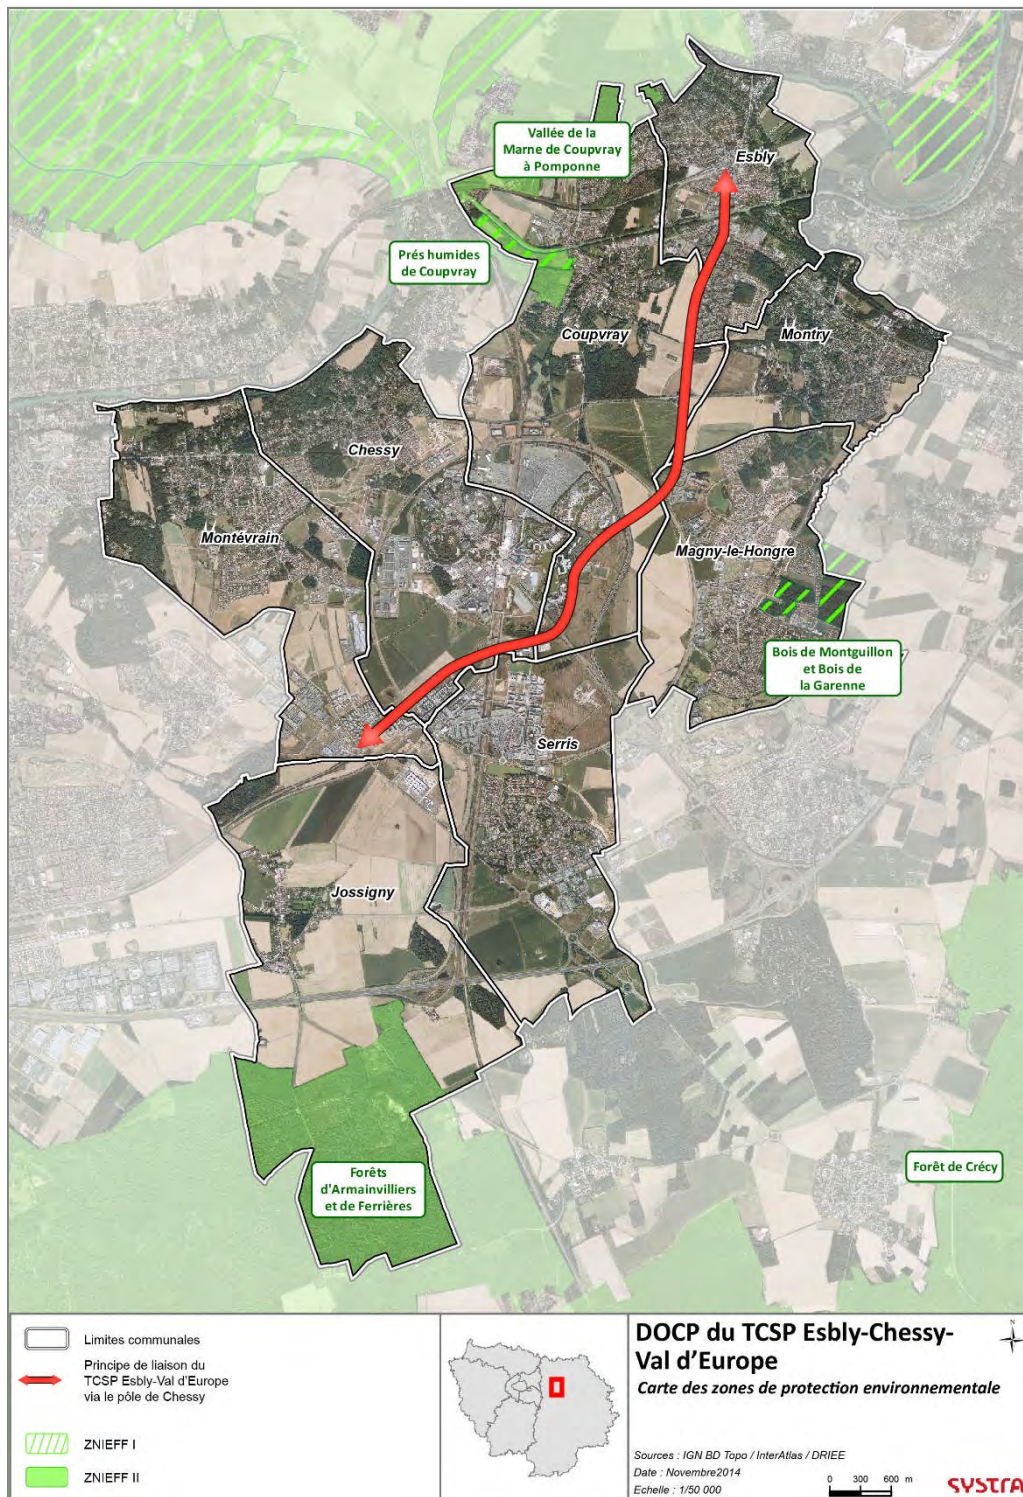 Vallée de la
Marne de Coupvray
à Pomponne
Esbly
Prés humides
de Coupvray
Coupvray
Montry
Chessy
Montévrain
Magny-le-Hongre
Bois de Montguillon
et Bois de
la Garenne
Serris
Jossigny
Forêt de Crécy
Forêts
d'Armainvilliers
et de Ferrières
Limites communales
Principe de liaison du
TCSP Esbly-Val d'Europe
via le pôle de Chessy
ZNIEFF I
ZNIEFF II
DOCP du TCSP Esbly-Chessy-
Val d'Europe
N
Carte des zones de protection environnementale
Sources : IGN BD Topo / InterAtlas / DRIEE
Date : Novembre2014
Echelle : 1/50 000
0 300 600 m
SYSTRA